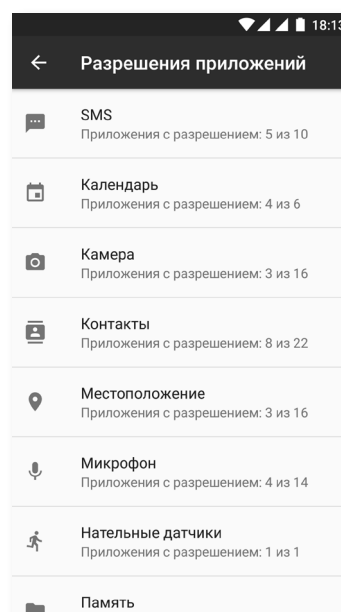 18:13
Разрешения приложений
SMS
Приложения с разрешением: 5 из 10
Календарь
Приложения с разрешением: 4 из 6
Камера
Приложения с разрешением: 3 из 16
Контакты
Приложения с разрешением: 8 из 22
Местоположение
Приложения с разрешением: 3 из 16
Микрофон
Приложения с разрешением: 4 из 14
Нательные датчики
Приложения с разрешением: 1 из 1
Память